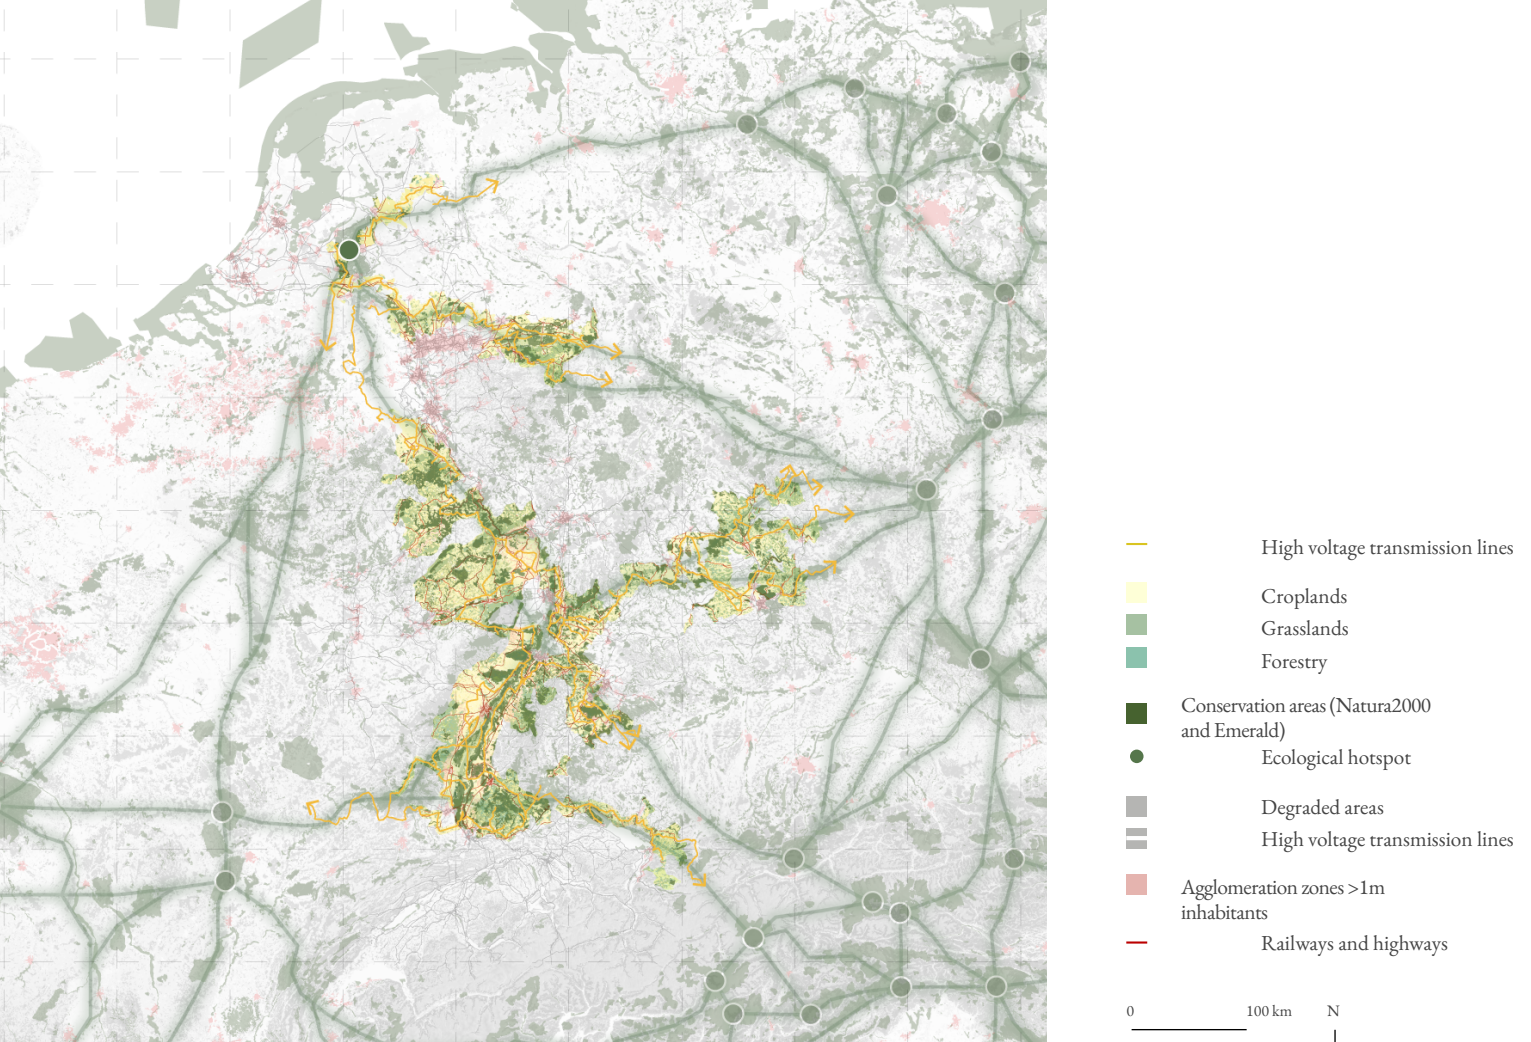 High voltage transmission lines
Croplands
Grasslands
Forestry
Conservation areas (Natura2000
and Emerald)
Ecological hotspot
Degraded areas
High voltage transmission lines
Agglomeration zones >1m
inhabitants
Railways and highways
0 100 km N